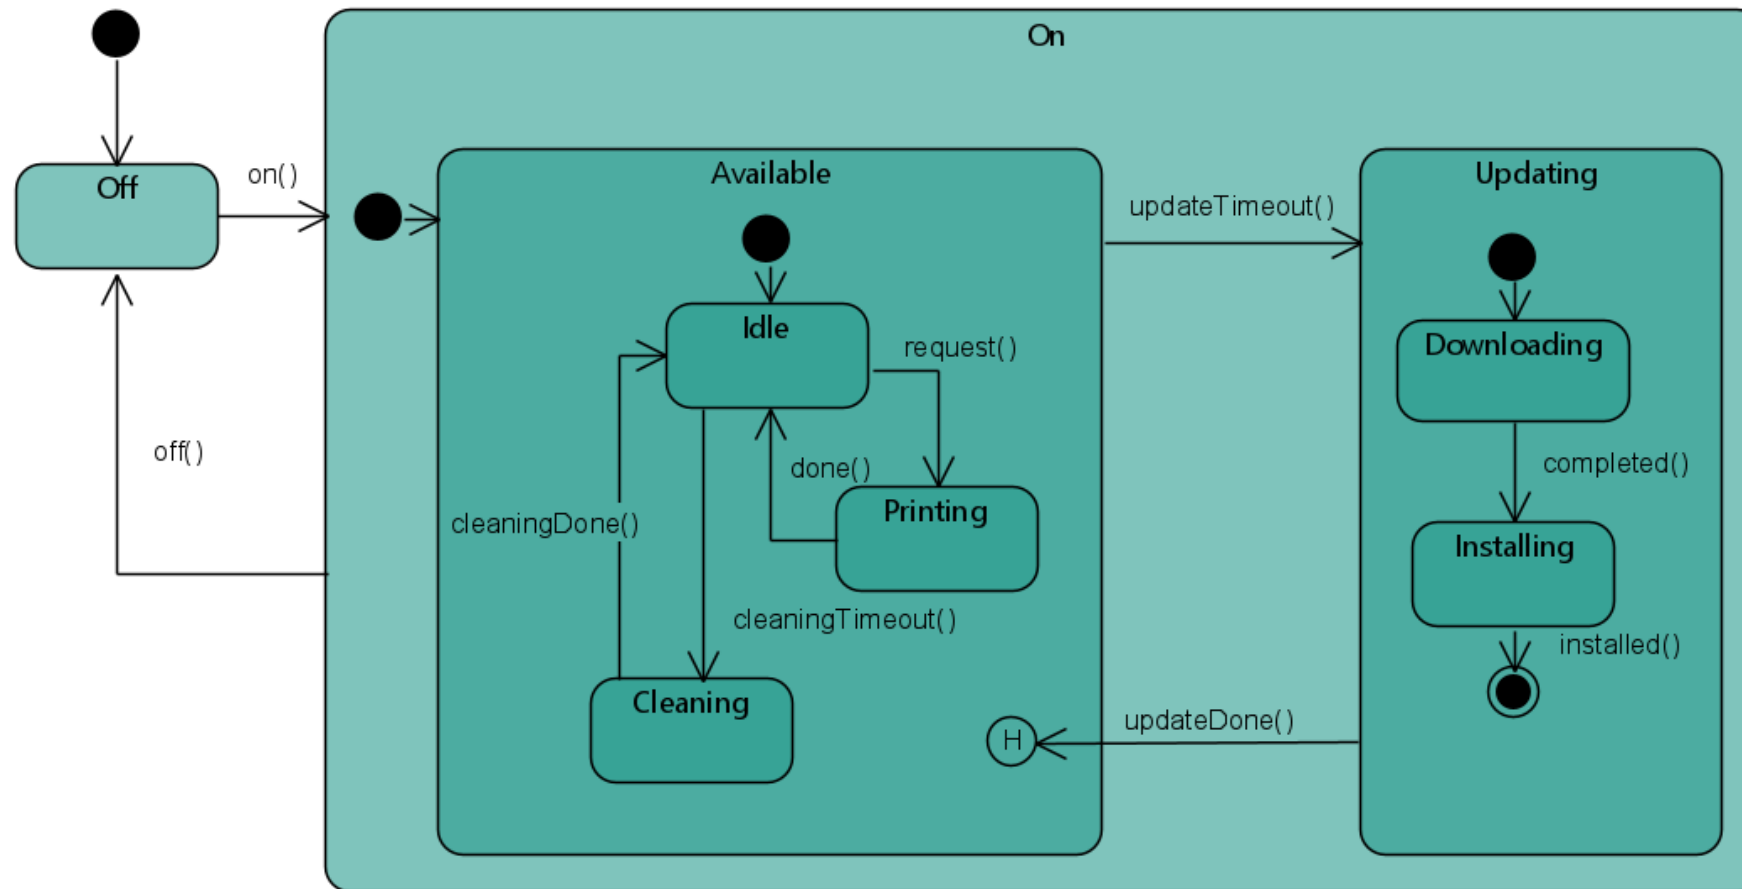 On
Off
on()
Available
updateTimeout()
Updating
Idle
request()
Downloading
off()
done()
completed()
cleaningDone()
Printing
Installing
cleaningTimeout()
installed()
Cleaning
H
updateDone()